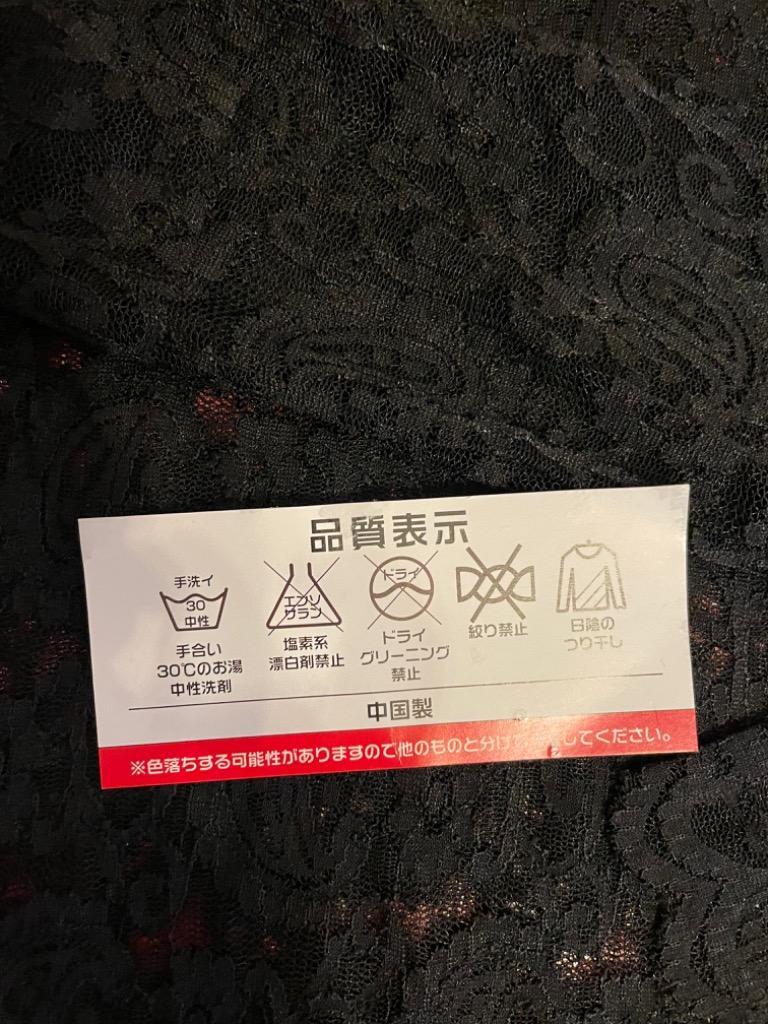 品質表示
手洗イ
30
中性
手合い
30℃のお湯
中性洗剤
エンソ
サラシ
塩素系
漂白剤禁止
ドライ
ドライ
クリーニング
禁止
絞り禁止
日陰の
つり干し
中国製
※色落ちする可能性がありますので他のものと分け してください。